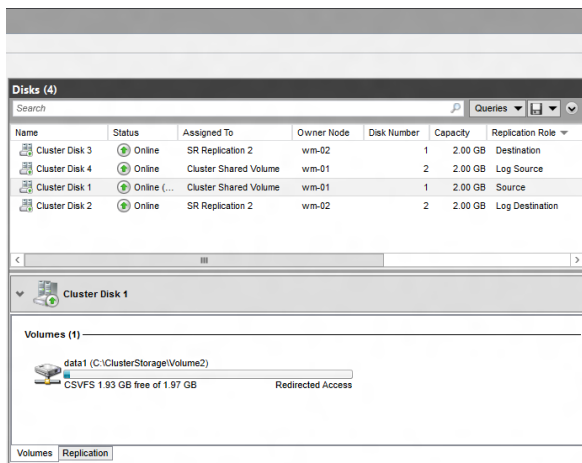 Disks (4)
Search Queries
Name Status Assigned To Owner Node Disk Number Capacity Replication Role
Cluster Disk 3 Online SR Replication 2 wm-02 1 2.00 GB Destination
Cluster Disk 4 Online Cluster Shared Volume wm-01 2 2.00 GB Log Source
Cluster Disk 1 Online (... Cluster Shared Volume wm-01 1 2.00 GB Source
Cluster Disk 2 Online SR Replication 2 wm-02 2 2.00 GB Log Destination
Cluster Disk 1
Volumes (1)
data1 (C:\ClusterStorage\Volume2)
CSVFS 1.93 GB free of 1.97 GB Redirected Access
Volumes Replication